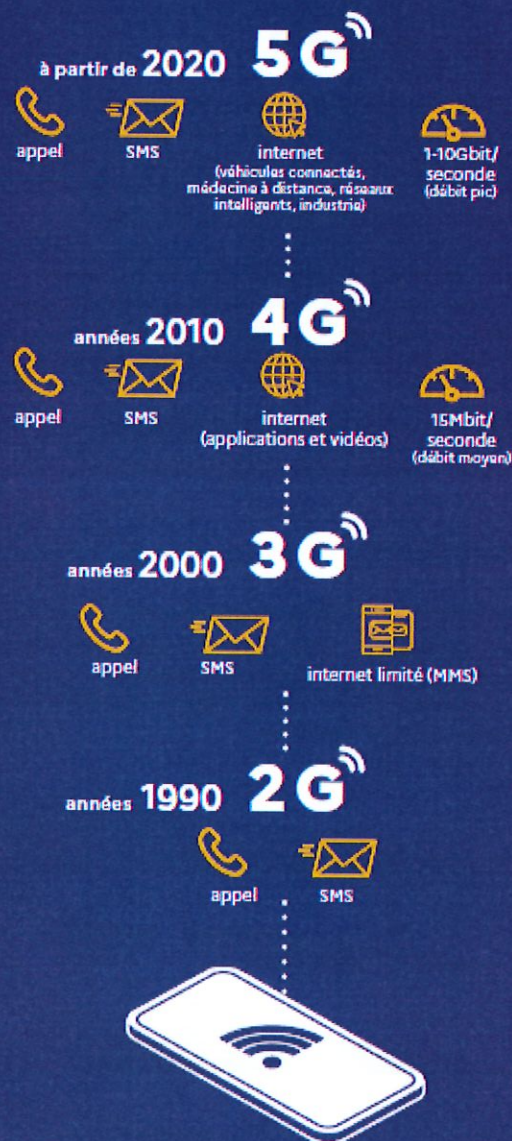 à partir de 2020 5G
appel
SMS
internet
(véhicules connectés,
médecine à distance, réseaux
intelligents, industrie)
1-10Gbit/
seconde
(débit pic)
années 2010 4G
appel
SMS
internet
(applications et vidéos)
15Mbit/
seconde
(débit moyen)
années 2000 3G
appel
SMS
internet limité (MMS)
années 1990 2G
appel
SMS